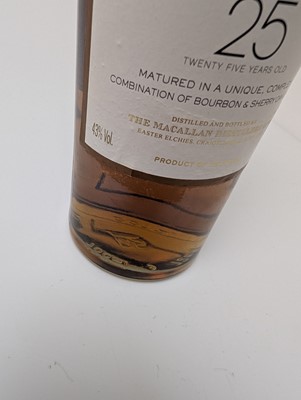 25
TWENTY FIVE YEARS OLD
MATURED IN A UNIQUE,
COMBINATION OF BOURBON & SHERRY
DISTILLED AND BOTTLED BY
THE MACALLAN
EASTER ELCHIES,
43% Vol.
PRODUCT